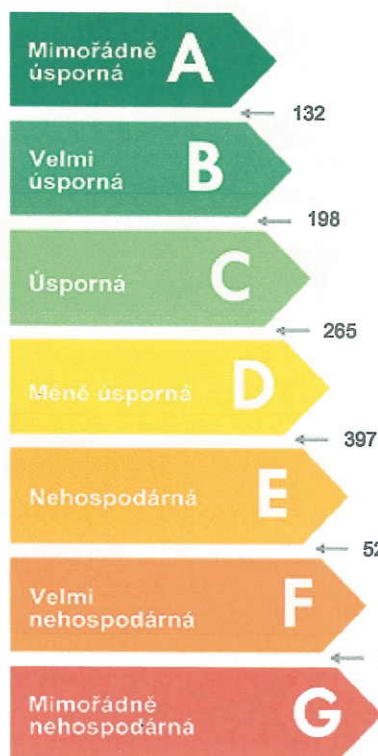 Mimořádně
úsporná
A
132
Velmi
úsporná
B
198
Úsporná
C
265
Méně úsporná
D
397
Nehospodárná
E
Velmi
nehospodárná
F
Mimořádně
nehospodárná
G